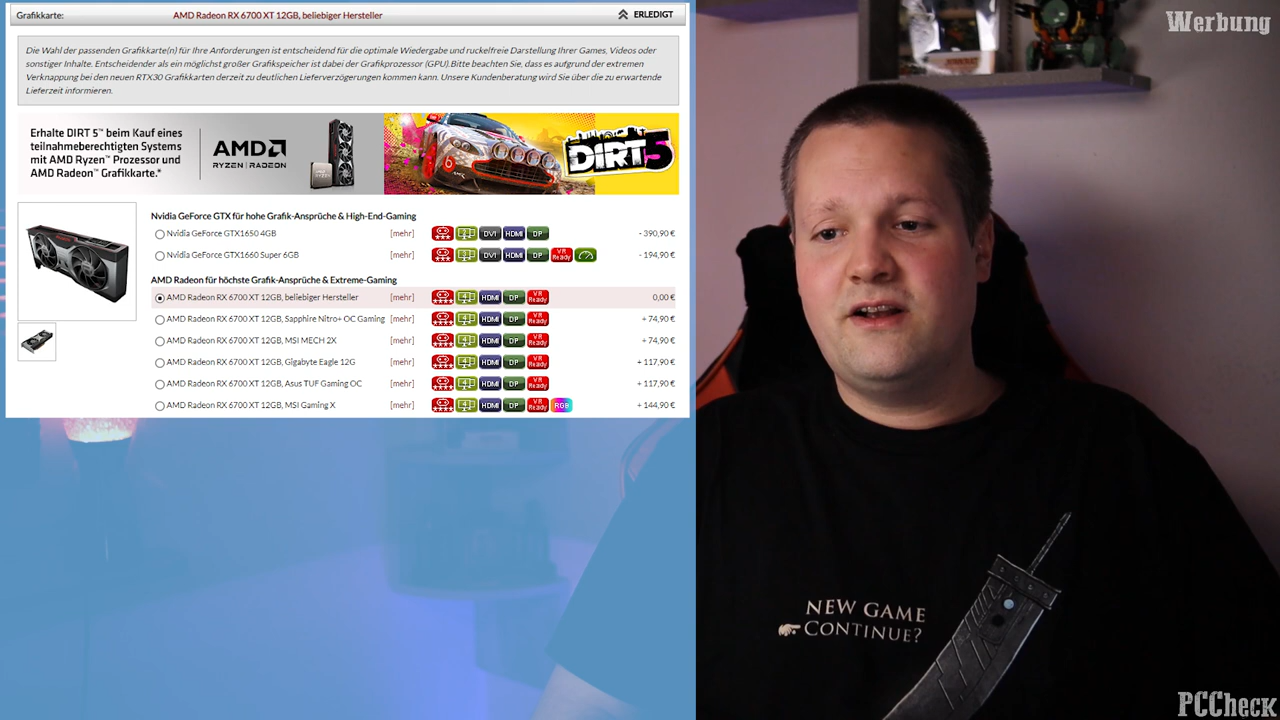 Grafikkarte: AMD Radeon RX 6700 XT 12GB, beliebiger Hersteller ERLEDIGT
Die Wahl der passenden Grafikkarte(n) für Ihre Anforderungen ist entscheidend für die optimale Wiedergabe und ruckelfreie Darstellung Ihrer Games, Videos oder
sonstiger Inhalte. Entscheidender als ein möglichst großer Grafikspeicher ist dabei der Grafikprozessor (GPU).Bitte beachten Sie, dass es aufgrund der extremen
Verknappung bei den neuen RTX30 Grafikkarten derzeit zu deutlichen Lieferverzögerungen kommen kann. Unsere Kundenberatung wird Sie über die zu erwartende
Lieferzeit informieren.
Erhalte DIRT 5™ beim Kauf eines
teilnahmeberechtigten Systems
mit AMD Ryzen™ Prozessor und
AMD Radeon™ Grafikkarte.*
AMD
RYZEN | RADEON
DIRT 5
Nvidia GeForce GTX für hohe Grafik-Ansprüche & High-End-Gaming
Nvidia GeForce GTX1650 4GB [mehr] 3 DVI HDMI DP - 390,90 €
Nvidia GeForce GTX1660 Super 6GB [mehr] 3 DVI HDMI DP VR Ready - 194,90 €
AMD Radeon für höchste Grafik-Ansprüche & Extreme-Gaming
AMD Radeon RX 6700 XT 12GB, beliebiger Hersteller [mehr] 4 HDMI DP VR Ready 0,00 €
AMD Radeon RX 6700 XT 12GB, Sapphire Nitro+ OC Gaming [mehr] 4 HDMI DP VR Ready + 74,90 €
AMD Radeon RX 6700 XT 12GB, MSI MECH 2X [mehr] 4 HDMI DP VR Ready + 74,90 €
AMD Radeon RX 6700 XT 12GB, Gigabyte Eagle 12G [mehr] 4 HDMI DP VR Ready + 117,90 €
AMD Radeon RX 6700 XT 12GB, Asus TUF Gaming OC [mehr] 4 HDMI DP VR Ready + 117,90 €
AMD Radeon RX 6700 XT 12GB, MSI Gaming X [mehr] 4 HDMI DP VR Ready RGB + 144,90 €
Werbung
NEW GAME
CONTINUE?
PCCheck